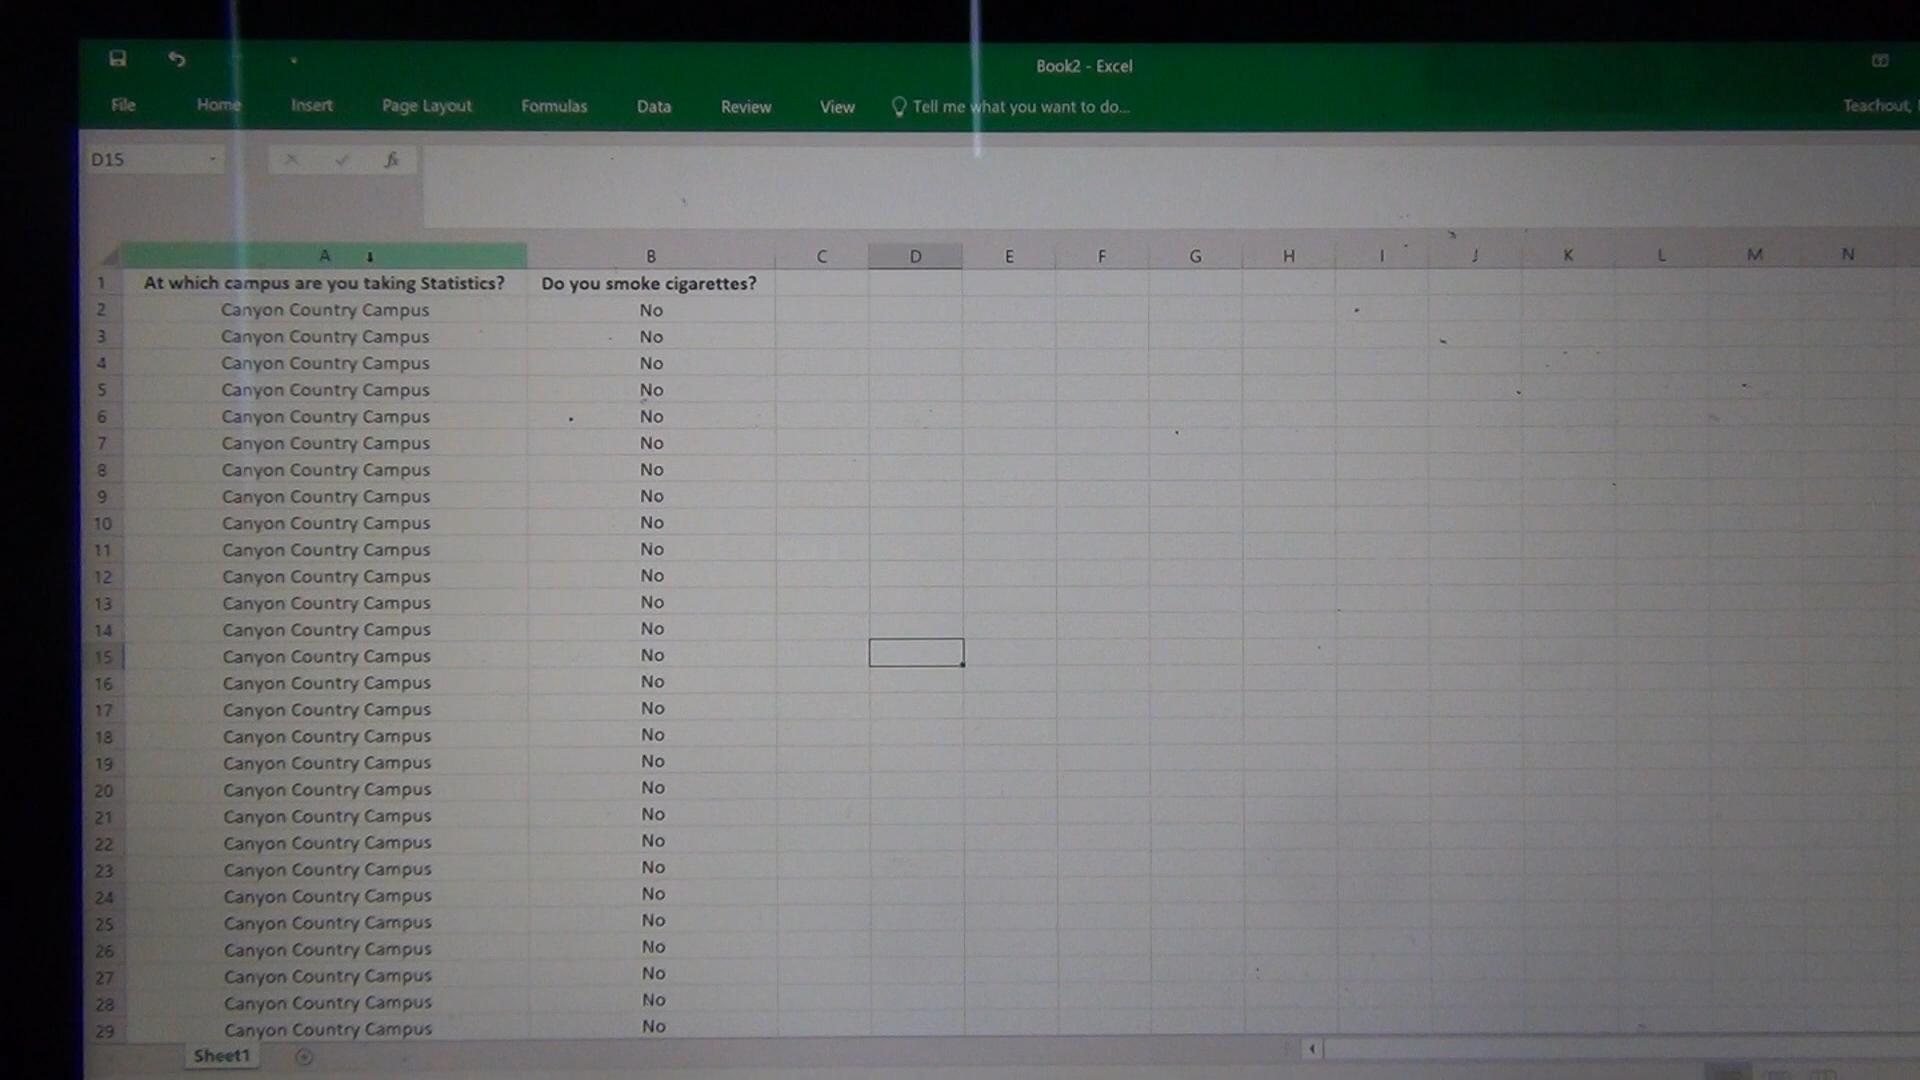 Book2 - Excel
File Home Insert Page Layout Formulas Data Review View Tell me what you want to do... Teachout,
D15 fx
A B C D E F G H I J K L M N
1 At which campus are you taking Statistics? Do you smoke cigarettes?
2 Canyon Country Campus No
3 Canyon Country Campus No
4 Canyon Country Campus No
5 Canyon Country Campus No
6 Canyon Country Campus No
7 Canyon Country Campus No
8 Canyon Country Campus No
9 Canyon Country Campus No
10 Canyon Country Campus No
11 Canyon Country Campus No
12 Canyon Country Campus No
13 Canyon Country Campus No
14 Canyon Country Campus No
15 Canyon Country Campus No
16 Canyon Country Campus No
17 Canyon Country Campus No
18 Canyon Country Campus No
19 Canyon Country Campus No
20 Canyon Country Campus No
21 Canyon Country Campus No
22 Canyon Country Campus No
23 Canyon Country Campus No
24 Canyon Country Campus No
25 Canyon Country Campus No
26 Canyon Country Campus No
27 Canyon Country Campus No
28 Canyon Country Campus No
29 Canyon Country Campus No
Sheet1